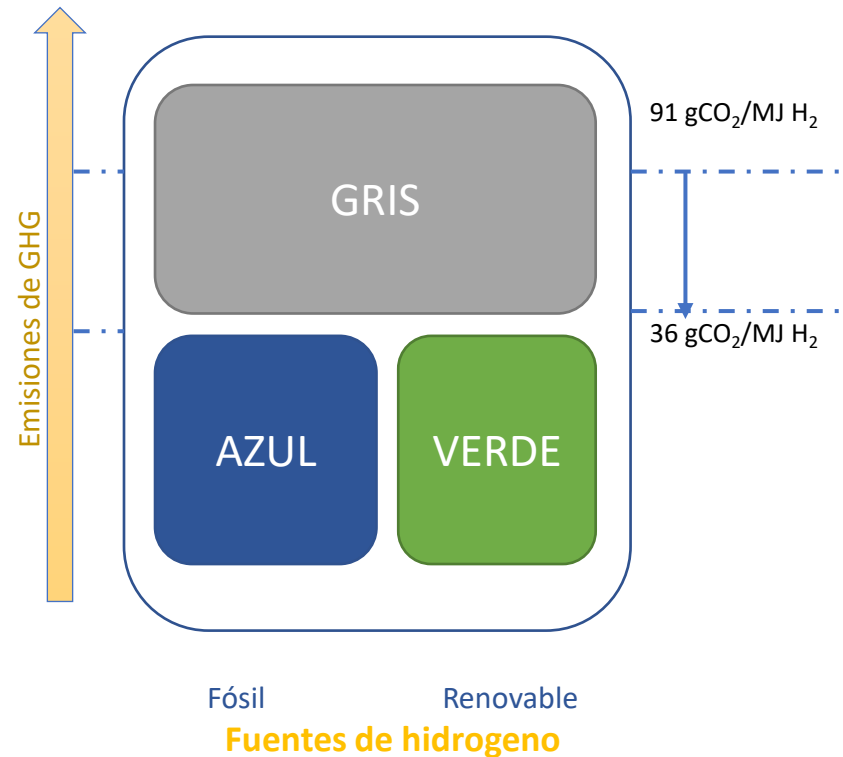 91 gCO₂/MJ H₂
GRIS
Emisiones de GHG
36 gCO₂/MJ H₂
AZUL
VERDE
Fósil
Renovable
Fuentes de hidrogeno